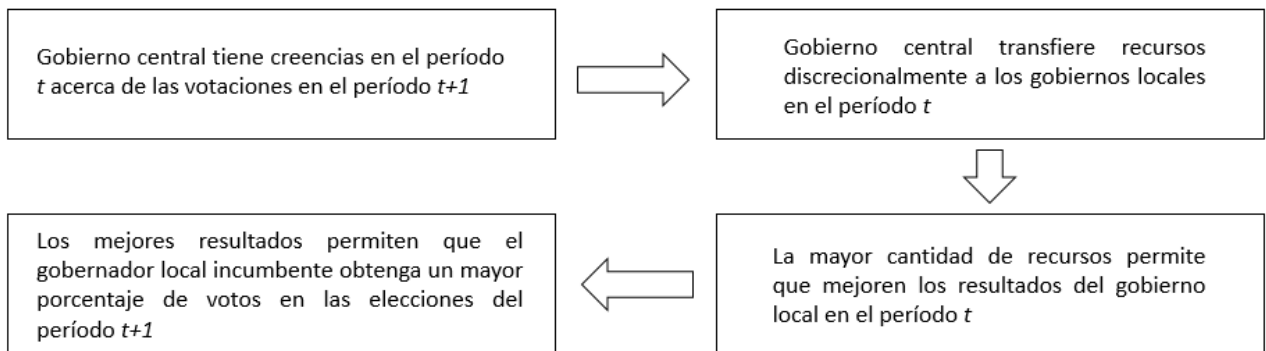 Gobierno central tiene creencias en el período
t acerca de las votaciones en el período t+1
Gobierno central transfiere recursos
discrecionalmente a los gobiernos locales
en el período t
La mayor cantidad de recursos permite
que mejoren los resultados del gobierno
local en el período t
Los mejores resultados permiten que el
gobernador local incumbente obtenga un mayor
porcentaje de votos en las elecciones del
período t+1